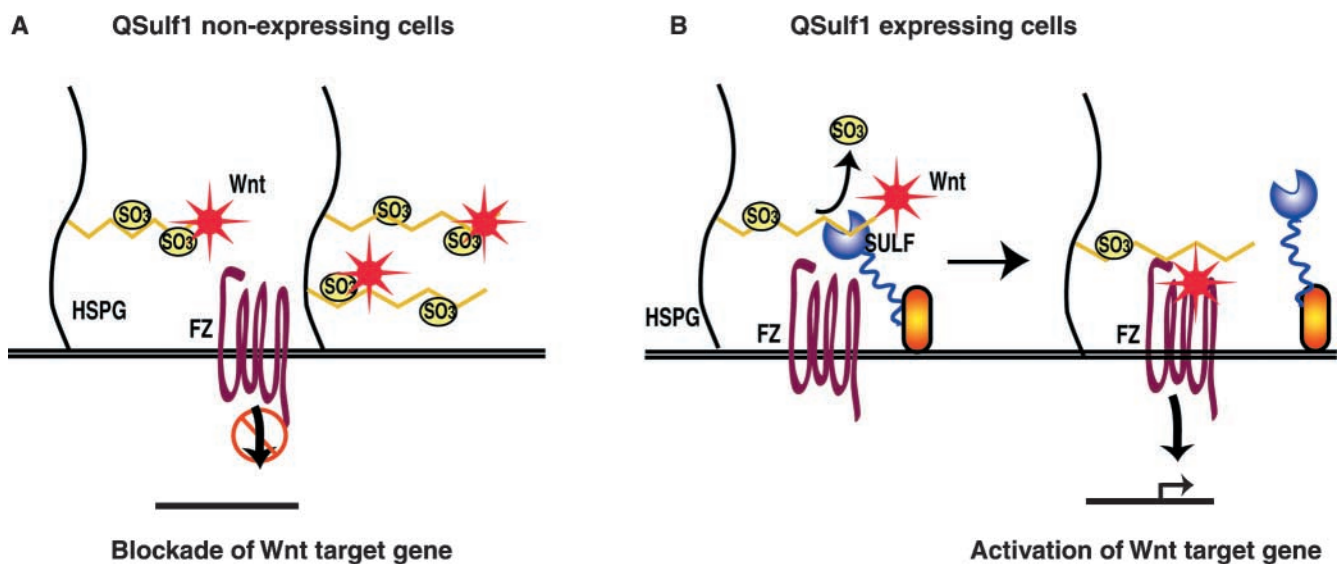 A QSulf1 non-expressing cells
SO3
SO3
Wnt
SO3
SO3
SO3
SO3
HSPG
FZ
Blockade of Wnt target gene
B QSulf1 expressing cells
SO3
SO3
Wnt
SULF
HSPG
FZ
SO3
FZ
Activation of Wnt target gene